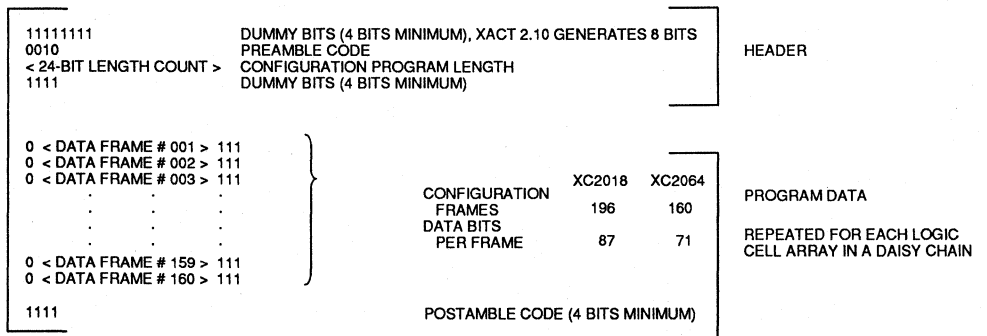 11111111 DUMMY BITS (4 BITS MINIMUM), XACT 2.10 GENERATES 8 BITS
0010 PREAMBLE CODE
< 24-BIT LENGTH COUNT > CONFIGURATION PROGRAM LENGTH
1111 DUMMY BITS (4 BITS MINIMUM)
HEADER
0 < DATA FRAME # 001 > 111
0 < DATA FRAME # 002 > 111
0 < DATA FRAME # 003 > 111
. . .
. . .
. . .
. . .
0 < DATA FRAME # 159 > 111
0 < DATA FRAME # 160 > 111
XC2018 XC2064
CONFIGURATION
FRAMES 196 160
DATA BITS
PER FRAME 87 71
PROGRAM DATA
REPEATED FOR EACH LOGIC
CELL ARRAY IN A DAISY CHAIN
1111 POSTAMBLE CODE (4 BITS MINIMUM)